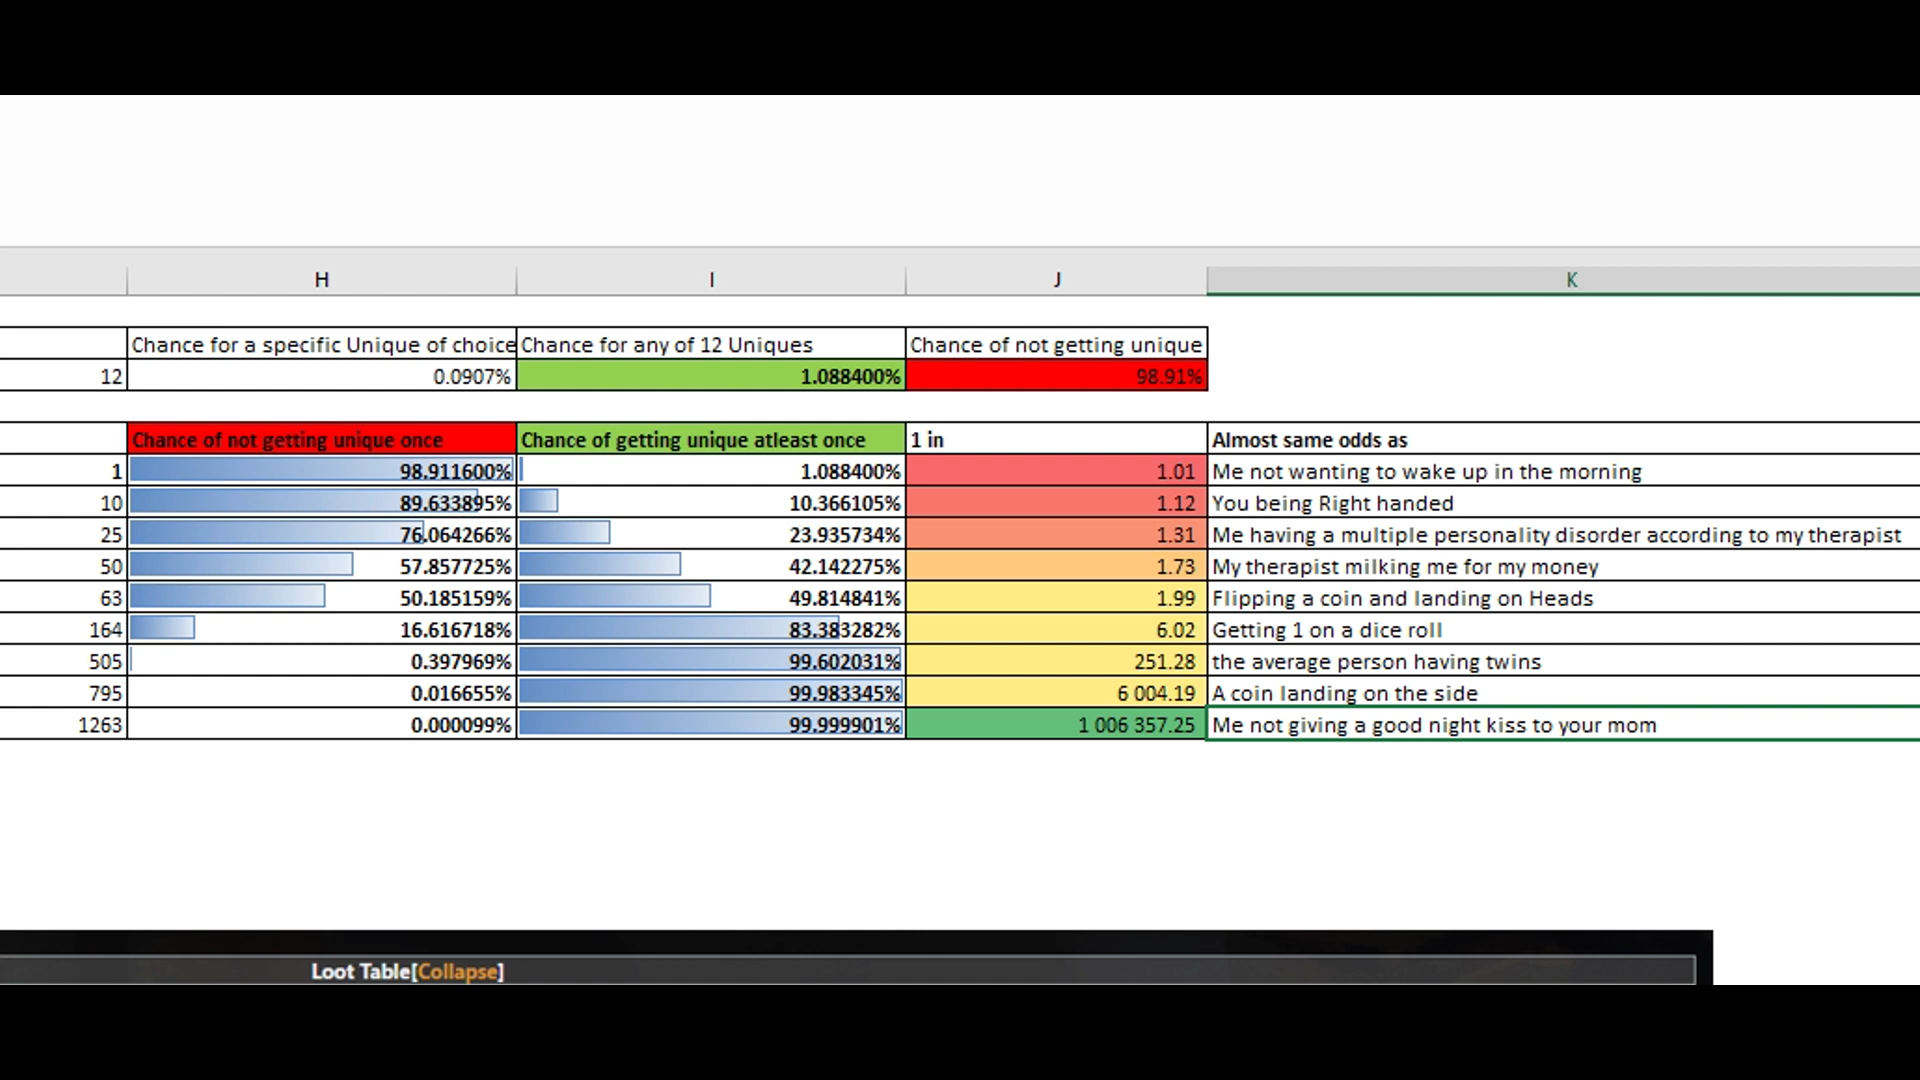 H I J K
Chance for a specific Unique of choice Chance for any of 12 Uniques Chance of not getting unique
12 0.0907% 1.088400% 98.91%
Chance of not getting unique once Chance of getting unique atleast once 1 in Almost same odds as
1 98.911600% 1.088400% 1.01 Me not wanting to wake up in the morning
10 89.633895% 10.366105% 1.12 You being Right handed
25 76.064266% 23.935734% 1.31 Me having a multiple personality disorder according to my therapist
50 57.857725% 42.142275% 1.73 My therapist milking me for my money
63 50.185159% 49.814841% 1.99 Flipping a coin and landing on Heads
164 16.616718% 83.383282% 6.02 Getting 1 on a dice roll
505 0.397969% 99.602031% 251.28 the average person having twins
795 0.016655% 99.983345% 6 004.19 A coin landing on the side
1263 0.000099% 99.999901% 1 006 357.25 Me not giving a good night kiss to your mom
Loot Table[Collapse]